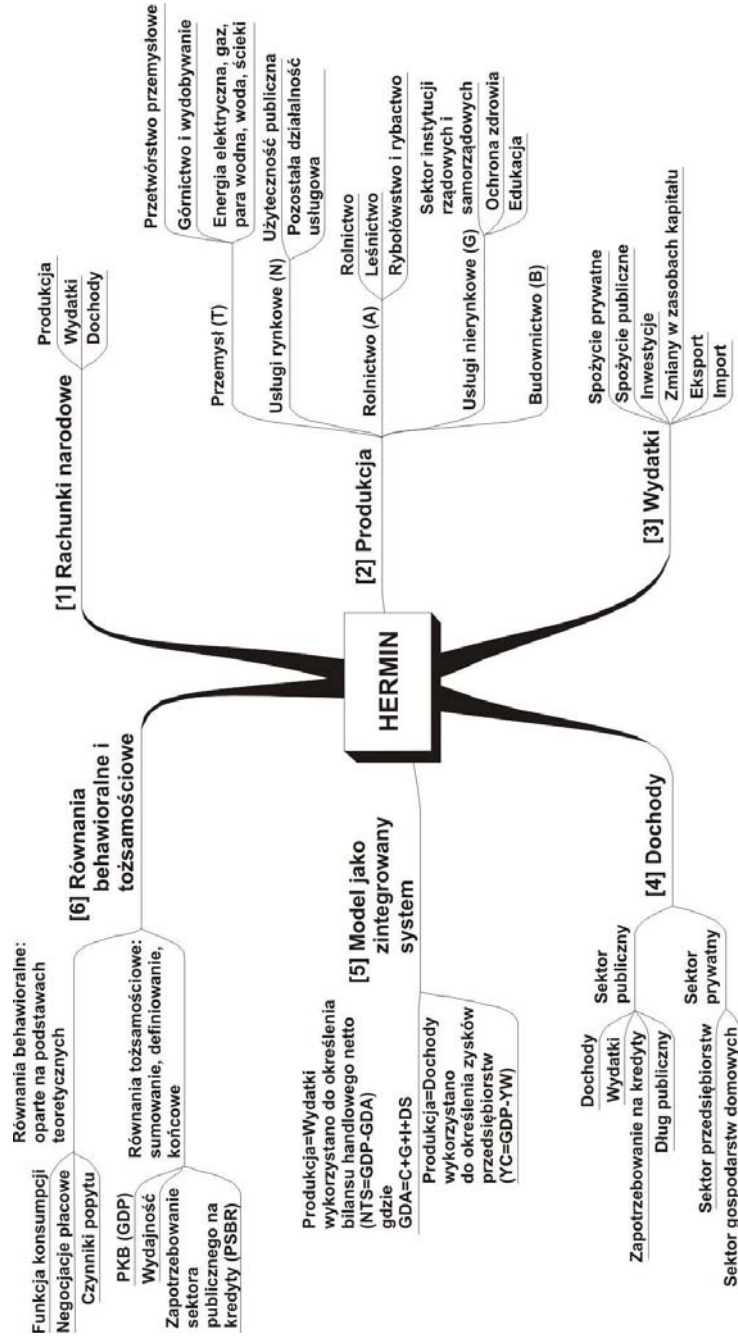 HERMIN
[1] Rachunki narodowe
Produkcja
Wydatki
Dochody
[2] Produkcja
Przemysł (T)
Przetwórstwo przemysłowe
Górnictwo i wydobywanie
Energia elektryczna, gaz,
para wodna, woda, ścieki
Usługi rynkowe (N)
Użyteczność publiczna
Pozostała działalność
usługowa
Rolnictwo (A)
Rolnictwo
Leśnictwo
Rybołówstwo i rybactwo
Usługi nierynkowe (G)
Sektor instytucji
rządowych i
samorządowych
Ochrona zdrowia
Edukacja
Budownictwo (B)
[3] Wydatki
Spożycie prywatne
Spożycie publiczne
Inwestycje
Zmiany w zasobach kapitału
Eksport
Import
[4] Dochody
Sektor
publiczny
Dochody
Wydatki
Zapotrzebowanie na kredyty
Dług publiczny
Sektor
prywatny
Sektor przedsiębiorstw
Sektor gospodarstw domowych
[5] Model jako
zintegrowany
system
Produkcja=Wydatki
wykorzystano do określenia
bilansu handlowego netto
(NTS=GDP-GDA)
gdzie
GDA=C+G+I+DS
Produkcja=Dochody
wykorzystano
do określenia zysków
przedsiębiorstw
(YC=GDP-YW)
[6] Równania
behawioralne i
tożsamościowe
Równania behawioralne:
oparte na podstawach
teoretycznych
Funkcja konsumpcji
Negocjacje płacowe
Czynniki popytu
Równania tożsamościowe:
sumowanie, definiowanie,
końcowe
PKB (GDP)
Wydajność
Zapotrzebowanie
sektora
publicznego na
kredyty (PSBR)